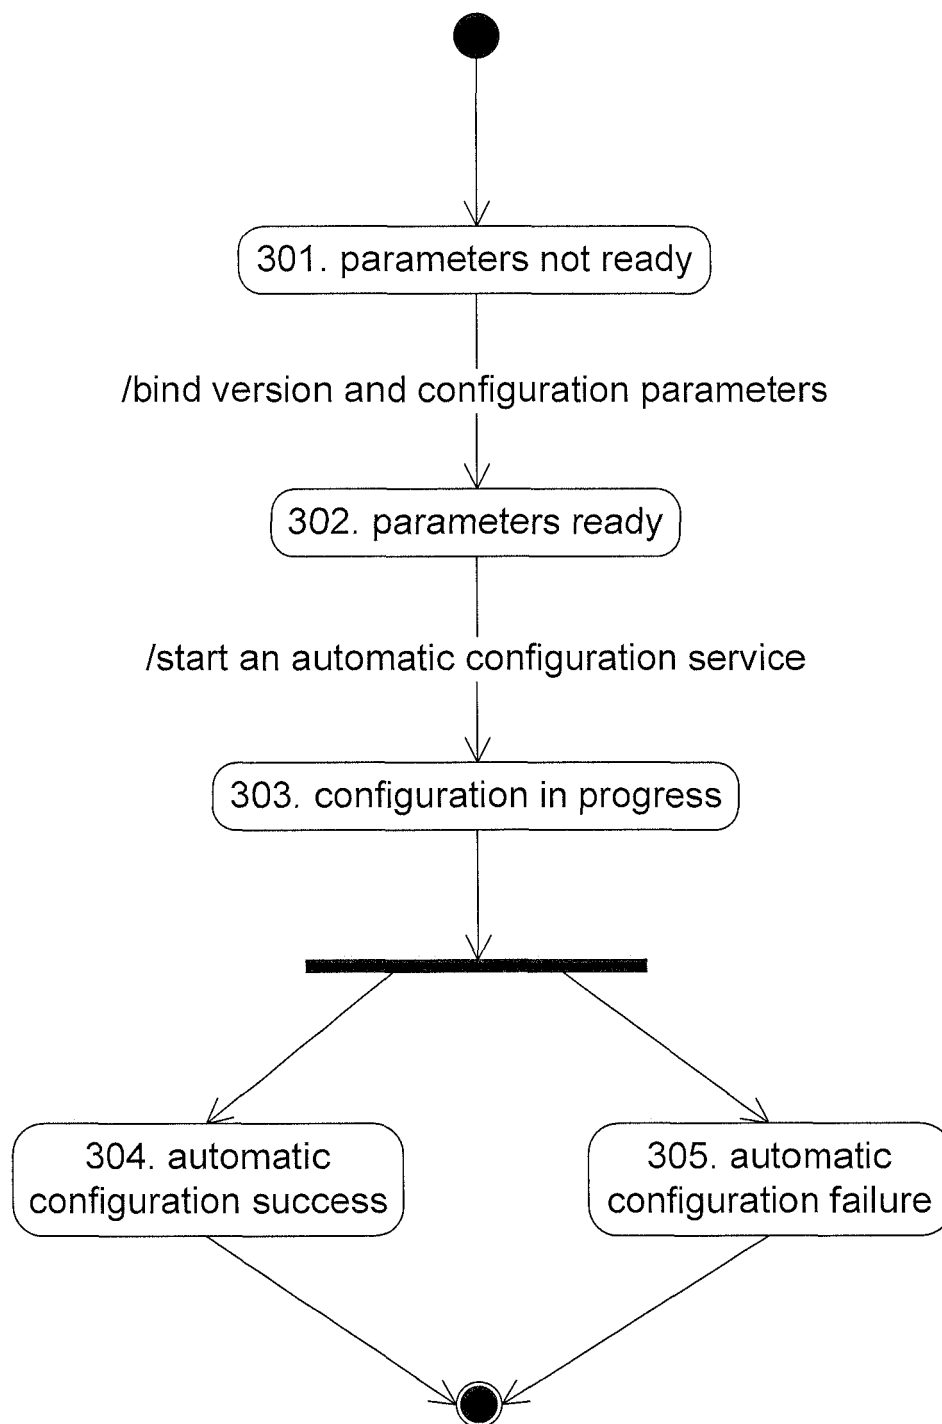 301. parameters not ready
/bind version and configuration parameters
302. parameters ready
/start an automatic configuration service
303. configuration in progress
304. automatic
configuration success
305. automatic
configuration failure